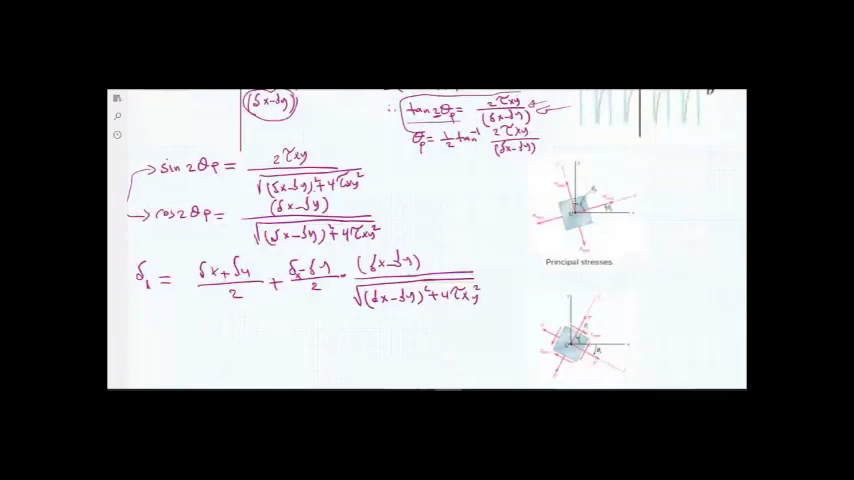 (σx-σy)
∴ tan 2θp = 2τxy / (σx-σy)
θp = 1/2 tan⁻¹ 2τxy / (σx-σy)
sin 2θp = 2τxy / √((σx-σy)²+4τxy²)
cos 2θp = (σx-σy) / √((σx-σy)²+4τxy²)
σ1 = σx+σy / 2 + σx-σy / 2 · (σx-σy) / √((σx-σy)²+4τxy²)
Principal stresses.